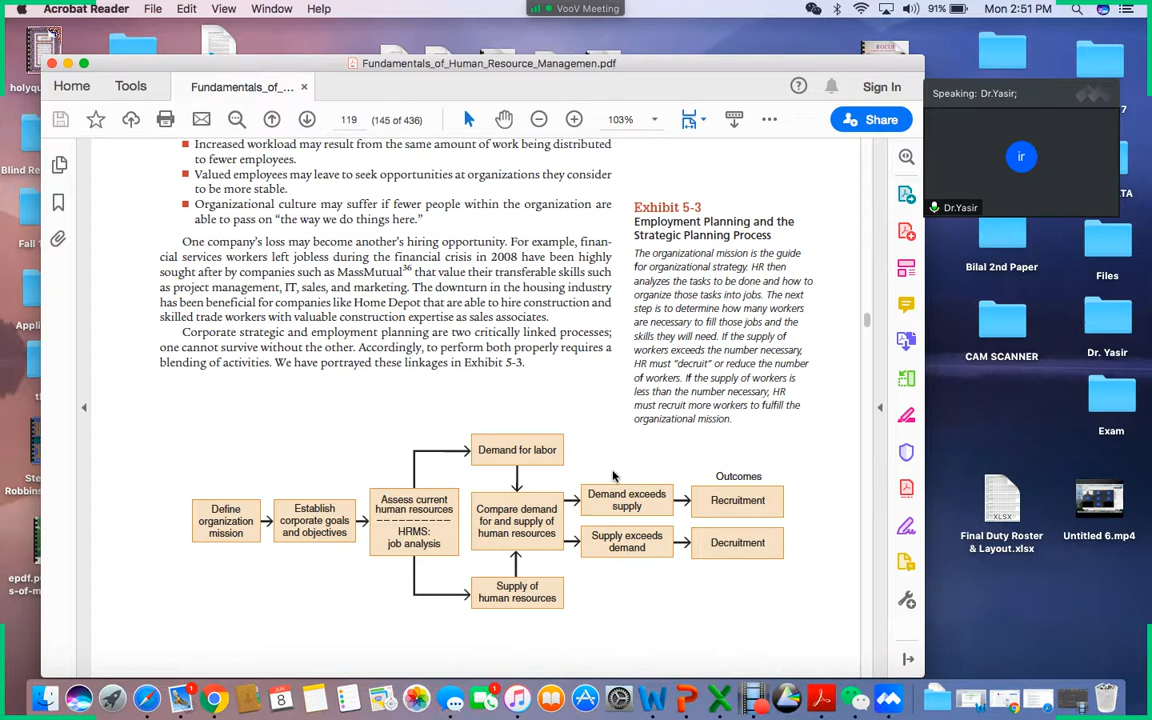 Acrobat Reader File Edit View Window Help
VooV Meeting
91% Mon 2:51 PM
Fundamentals_of_Human_Resource_Managemen.pdf
Home Tools Fundamentals_of_... × Sign In
119 (145 of 436) 103% Share
Increased workload may result from the same amount of work being distributed
to fewer employees.
Valued employees may leave to seek opportunities at organizations they consider
to be more stable.
Organizational culture may suffer if fewer people within the organization are
able to pass on “the way we do things here.”
One company’s loss may become another’s hiring opportunity. For example, finan-
cial services workers left jobless during the financial crisis in 2008 have been highly
sought after by companies such as MassMutual36 that value their transferable skills such
as project management, IT, sales, and marketing. The downturn in the housing industry
has been beneficial for companies like Home Depot that are able to hire construction and
skilled trade workers with valuable construction expertise as sales associates.
Corporate strategic and employment planning are two critically linked processes;
one cannot survive without the other. Accordingly, to perform both properly requires a
blending of activities. We have portrayed these linkages in Exhibit 5-3.
Exhibit 5-3
Employment Planning and the
Strategic Planning Process
The organizational mission is the guide
for organizational strategy. HR then
analyzes the tasks to be done and how to
organize those tasks into jobs. The next
step is to determine how many workers
are necessary to fill those jobs and the
skills they will need. If the supply of
workers exceeds the number necessary,
HR must “decruit” or reduce the number
of workers. If the supply of workers is
less than the number necessary, HR
must recruit more workers to fulfill the
organizational mission.
Define
organization
mission
Establish
corporate goals
and objectives
Assess current
human resources
HRMS:
job analysis
Demand for labor
Compare demand
for and supply of
human resources
Supply of
human resources
Demand exceeds
supply
Supply exceeds
demand
Outcomes
Recruitment
Decruitment
Speaking: Dr.Yasir;
ir
Dr.Yasir
holyqu
Blind Re
Fall
Applic
Ste
Robbins
epdf.pu
s-of-m
7
TA
Bilal 2nd Paper
Files
CAM SCANNER
Dr. Yasir
Exam
XLSX
Final Duty Roster
& Layout.xlsx
Untitled 6.mp4
JUN
8